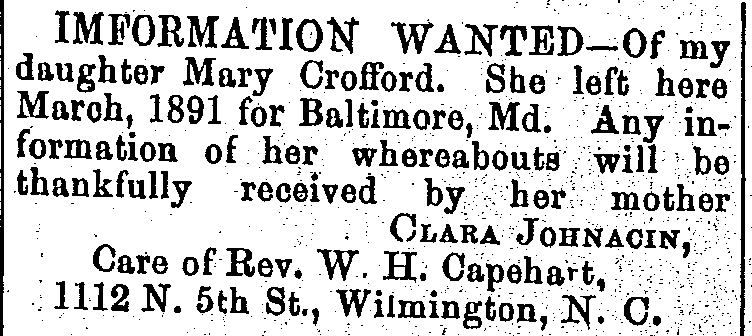 IMFORMATION WANTED—Of my
daughter Mary Crofford. She left here
March, 1891 for Baltimore, Md. Any in-
formation of her whereabouts will be
thankfully received by her mother
CLARA JOHNACIN,
Care of Rev. W. H. Capehart,
1112 N. 5th St., Wilmington, N. C.